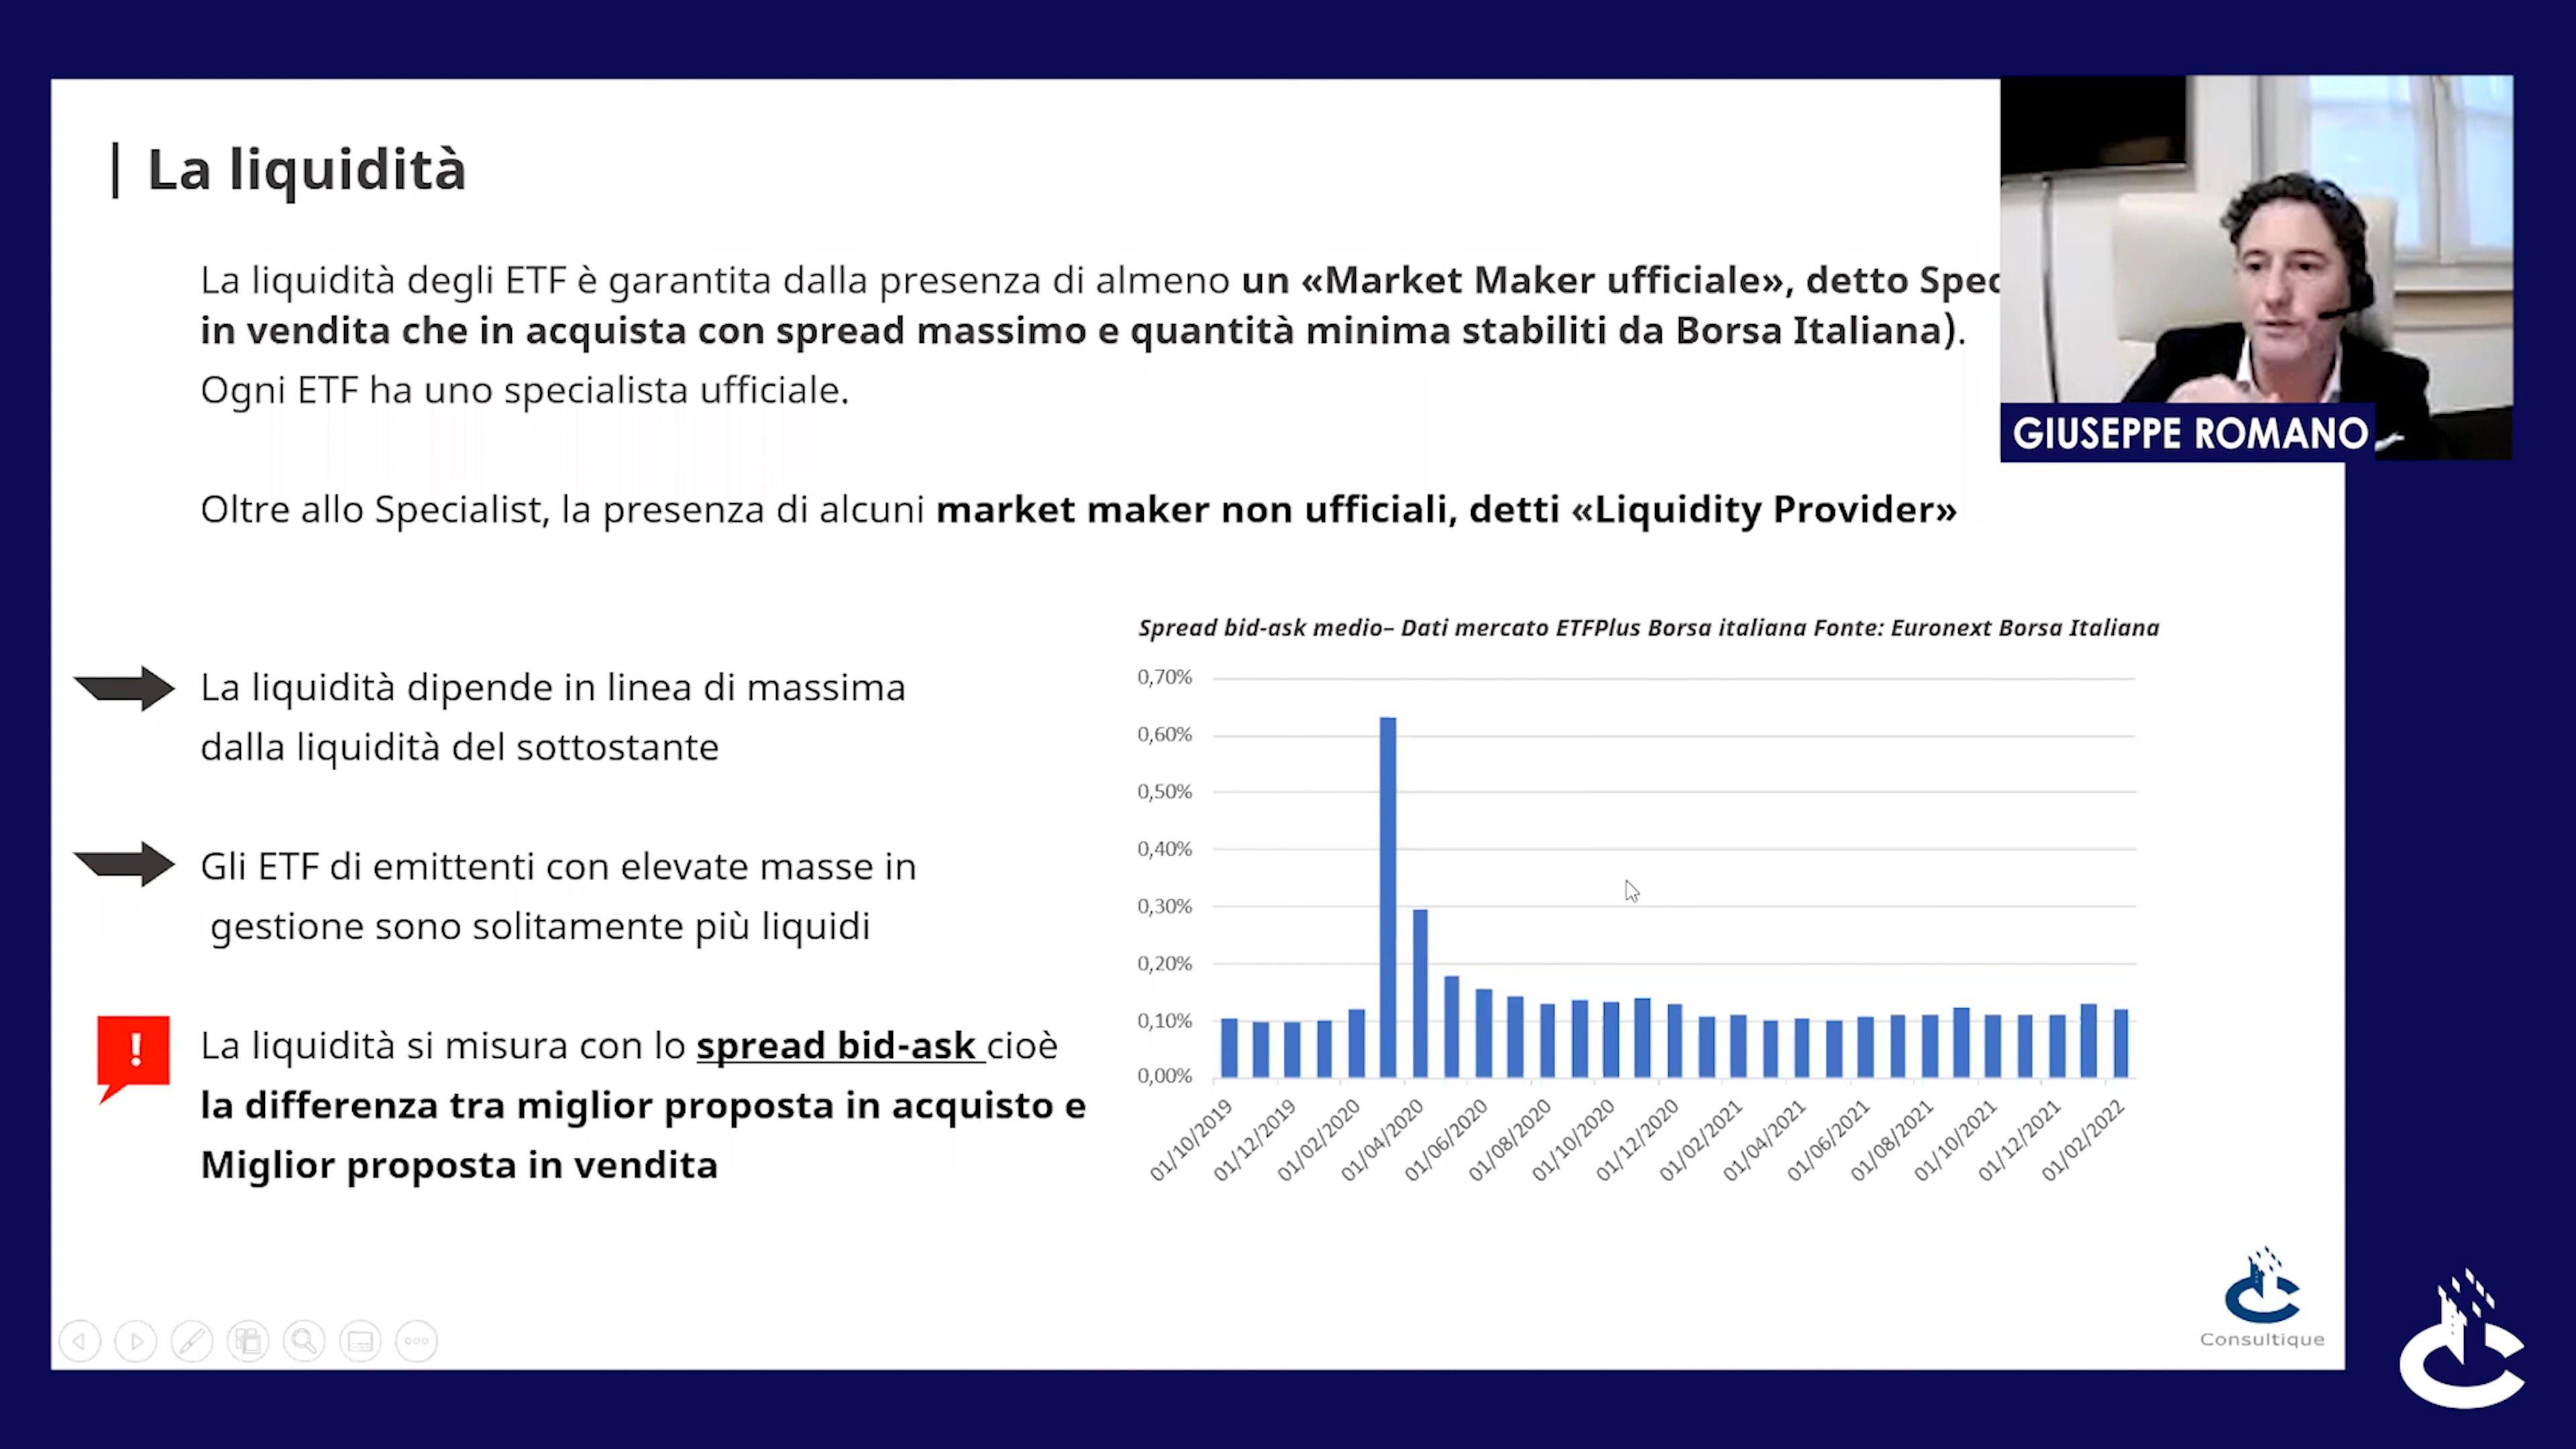 La liquidità
La liquidità degli ETF è garantita dalla presenza di almeno un «Market Maker ufficiale», detto
in vendita che in acquista con spread massimo e quantità minima stabiliti da Borsa Italiana).
Ogni ETF ha uno specialista ufficiale.
GIUSEPPE ROMANO
Oltre allo Specialist, la presenza di alcuni market maker non ufficiali, detti «Liquidity Provider»
La liquidità dipende in linea di massima
dalla liquidità del sottostante
Gli ETF di emittenti con elevate masse in
gestione sono solitamente più liquidi
!
La liquidità si misura con lo spread bid-ask cioè
la differenza tra miglior proposta in acquisto e
Miglior proposta in vendita
Spread bid-ask medio– Dati mercato ETFPlus Borsa italiana Fonte: Euronext Borsa Italiana
0,70%
0,60%
0,50%
0,40%
0,30%
0,20%
0,10%
0,00%
01/10/2019
01/12/2019
01/02/2020
01/04/2020
01/06/2020
01/08/2020
01/10/2020
01/12/2020
01/02/2021
01/04/2021
01/06/2021
01/08/2021
01/10/2021
01/12/2021
01/02/2022
Consultique